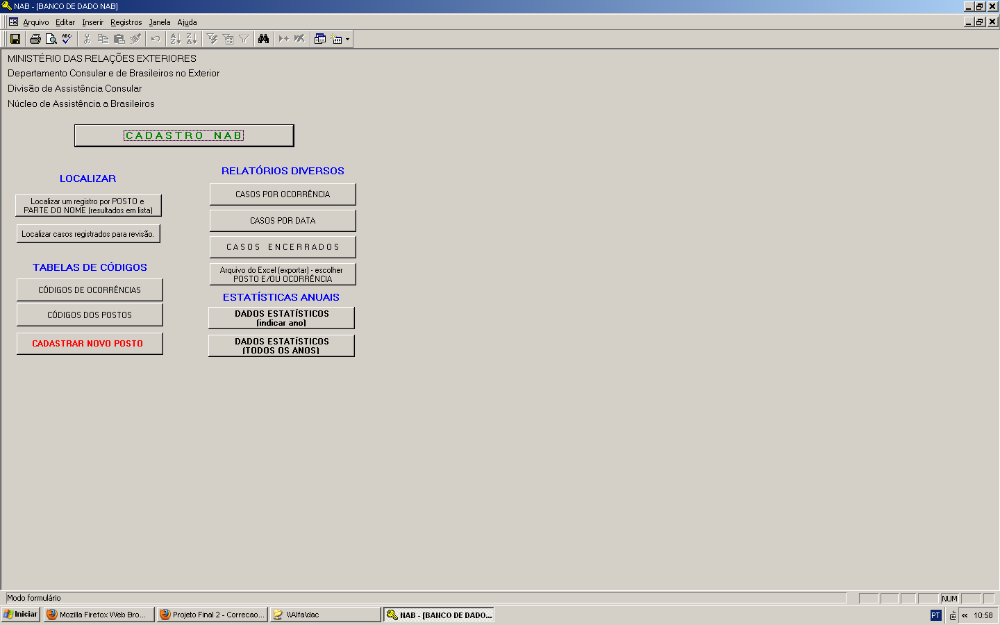 NAB - [BANCO DE DADO NAB]
Arquivo Editar Inserir Registros Janela Ajuda
MINISTÉRIO DAS RELAÇÕES EXTERIORES
Departamento Consular e de Brasileiros no Exterior
Divisão de Assistência Consular
Núcleo de Assistência a Brasileiros
CADASTRO NAB
LOCALIZAR
Localizar um registro por POSTO e
PARTE DO NOME (resultados em lista)
Localizar casos registrados para revisão.
TABELAS DE CÓDIGOS
CÓDIGOS DE OCORRÊNCIAS
CÓDIGOS DOS POSTOS
CADASTRAR NOVO POSTO
RELATÓRIOS DIVERSOS
CASOS POR OCORRÊNCIA
CASOS POR DATA
CASOS ENCERRADOS
Arquivo do Excel (exportar) - escolher
POSTO E/OU OCORRÊNCIA
ESTATÍSTICAS ANUAIS
DADOS ESTATÍSTICOS
(indicar ano)
DADOS ESTATÍSTICOS
(TODOS OS ANOS)
Modo formulário
NUM
Iniciar
Mozilla Firefox Web Bro...
Projeto Final 2 - Correcao...
\\Alfa\dac
NAB - [BANCO DE DADO...
PT
10:58